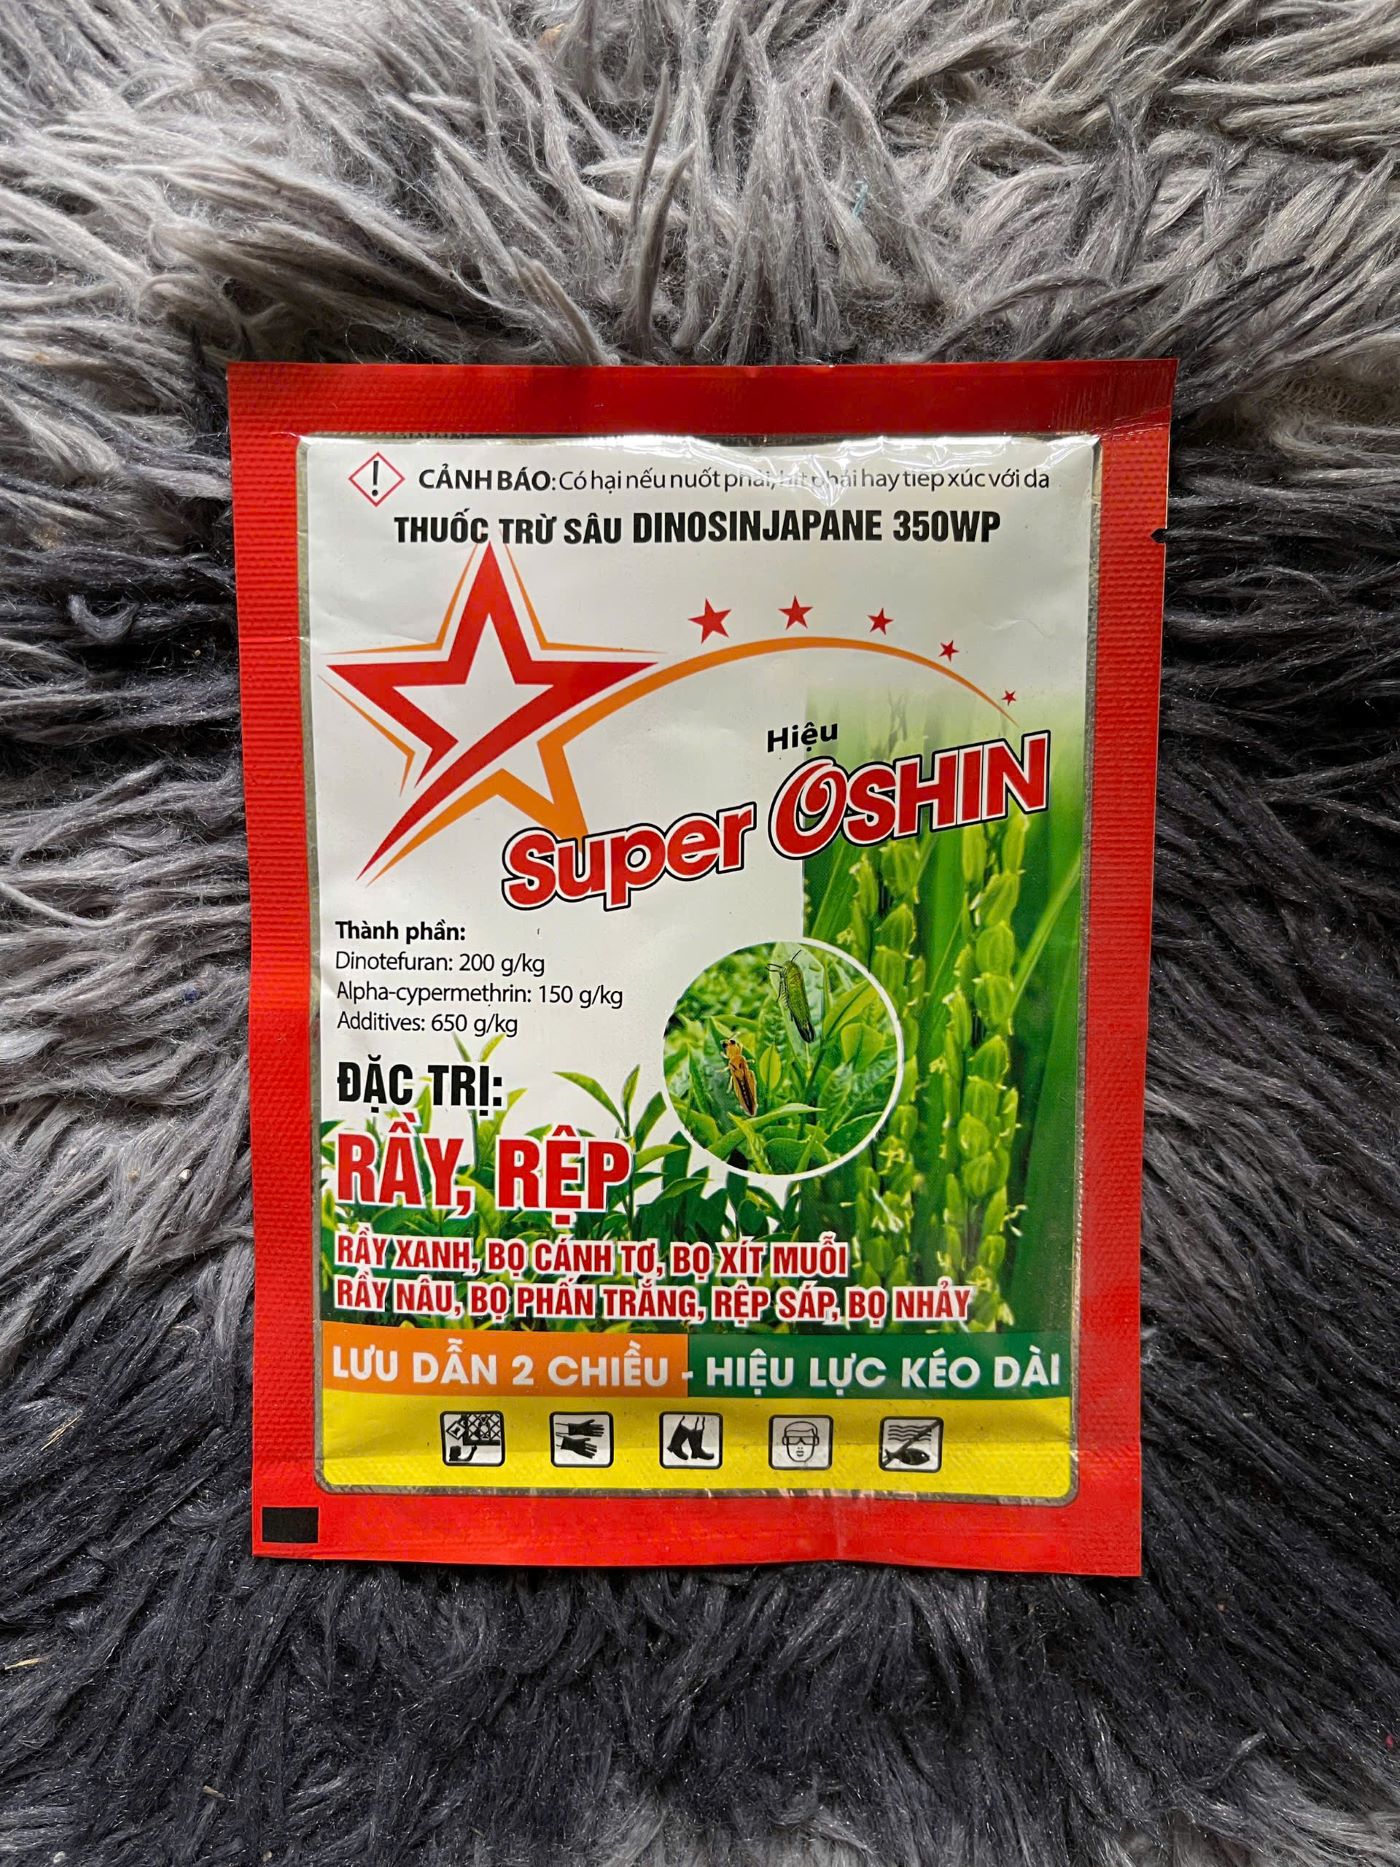 CẢNH BÁO: Có hại nếu nuốt phải, hít phải hay tiếp xúc với da
THUỐC TRỪ SÂU DINOSINJAPANE 350WP
Hiệu
Super OSHIN
Thành phần:
Dinotefuran: 200 g/kg
Alpha-cypermethrin: 150 g/kg
Additives: 650 g/kg
ĐẶC TRỊ:
RẦY, RỆP
RẦY XANH, BỌ CÁNH TƠ, BỌ XÍT MUỖI
RẦY NÂU, BỌ PHẤN TRẮNG, RỆP SÁP, BỌ NHẢY
LƯU DẪN 2 CHIỀU - HIỆU LỰC KÉO DÀI